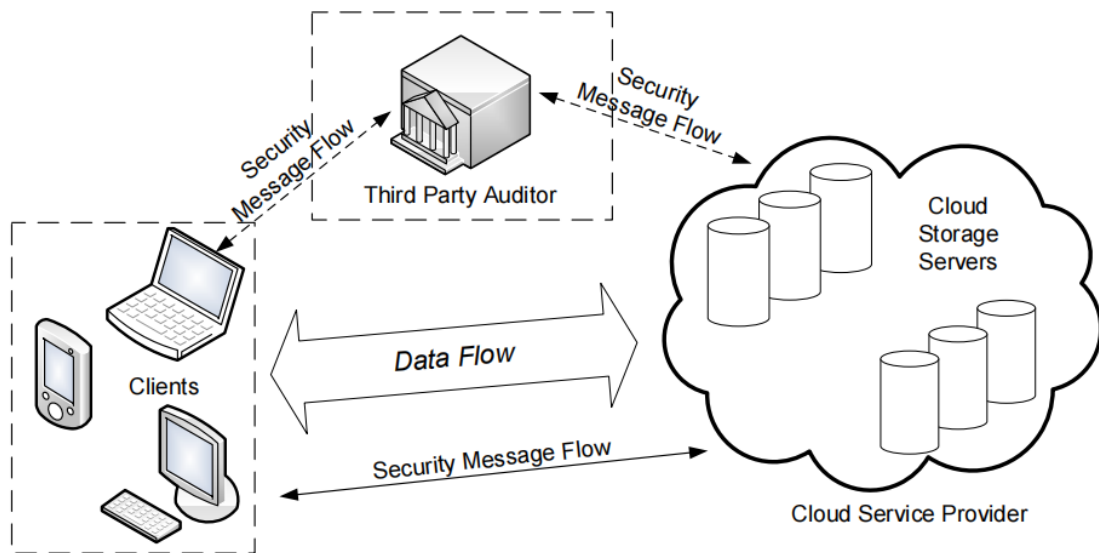 Security
Message Flow
Security
Message Flow
Third Party Auditor
Cloud
Storage
Servers
Data Flow
Clients
Security Message Flow
Cloud Service Provider